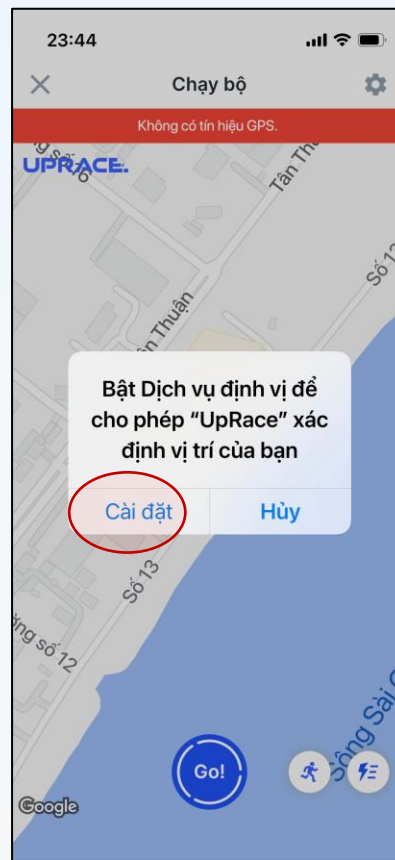 23:44
Chạy bộ
Không có tín hiệu GPS.
UPRACE.
Tân Thu
Số 12
Thuận
Bật Dịch vụ định vị để
cho phép “UpRace” xác
định vị trí của bạn
Cài đặt
Hủy
Số 13
ng số 12
Sông Sài G
Go!
Google